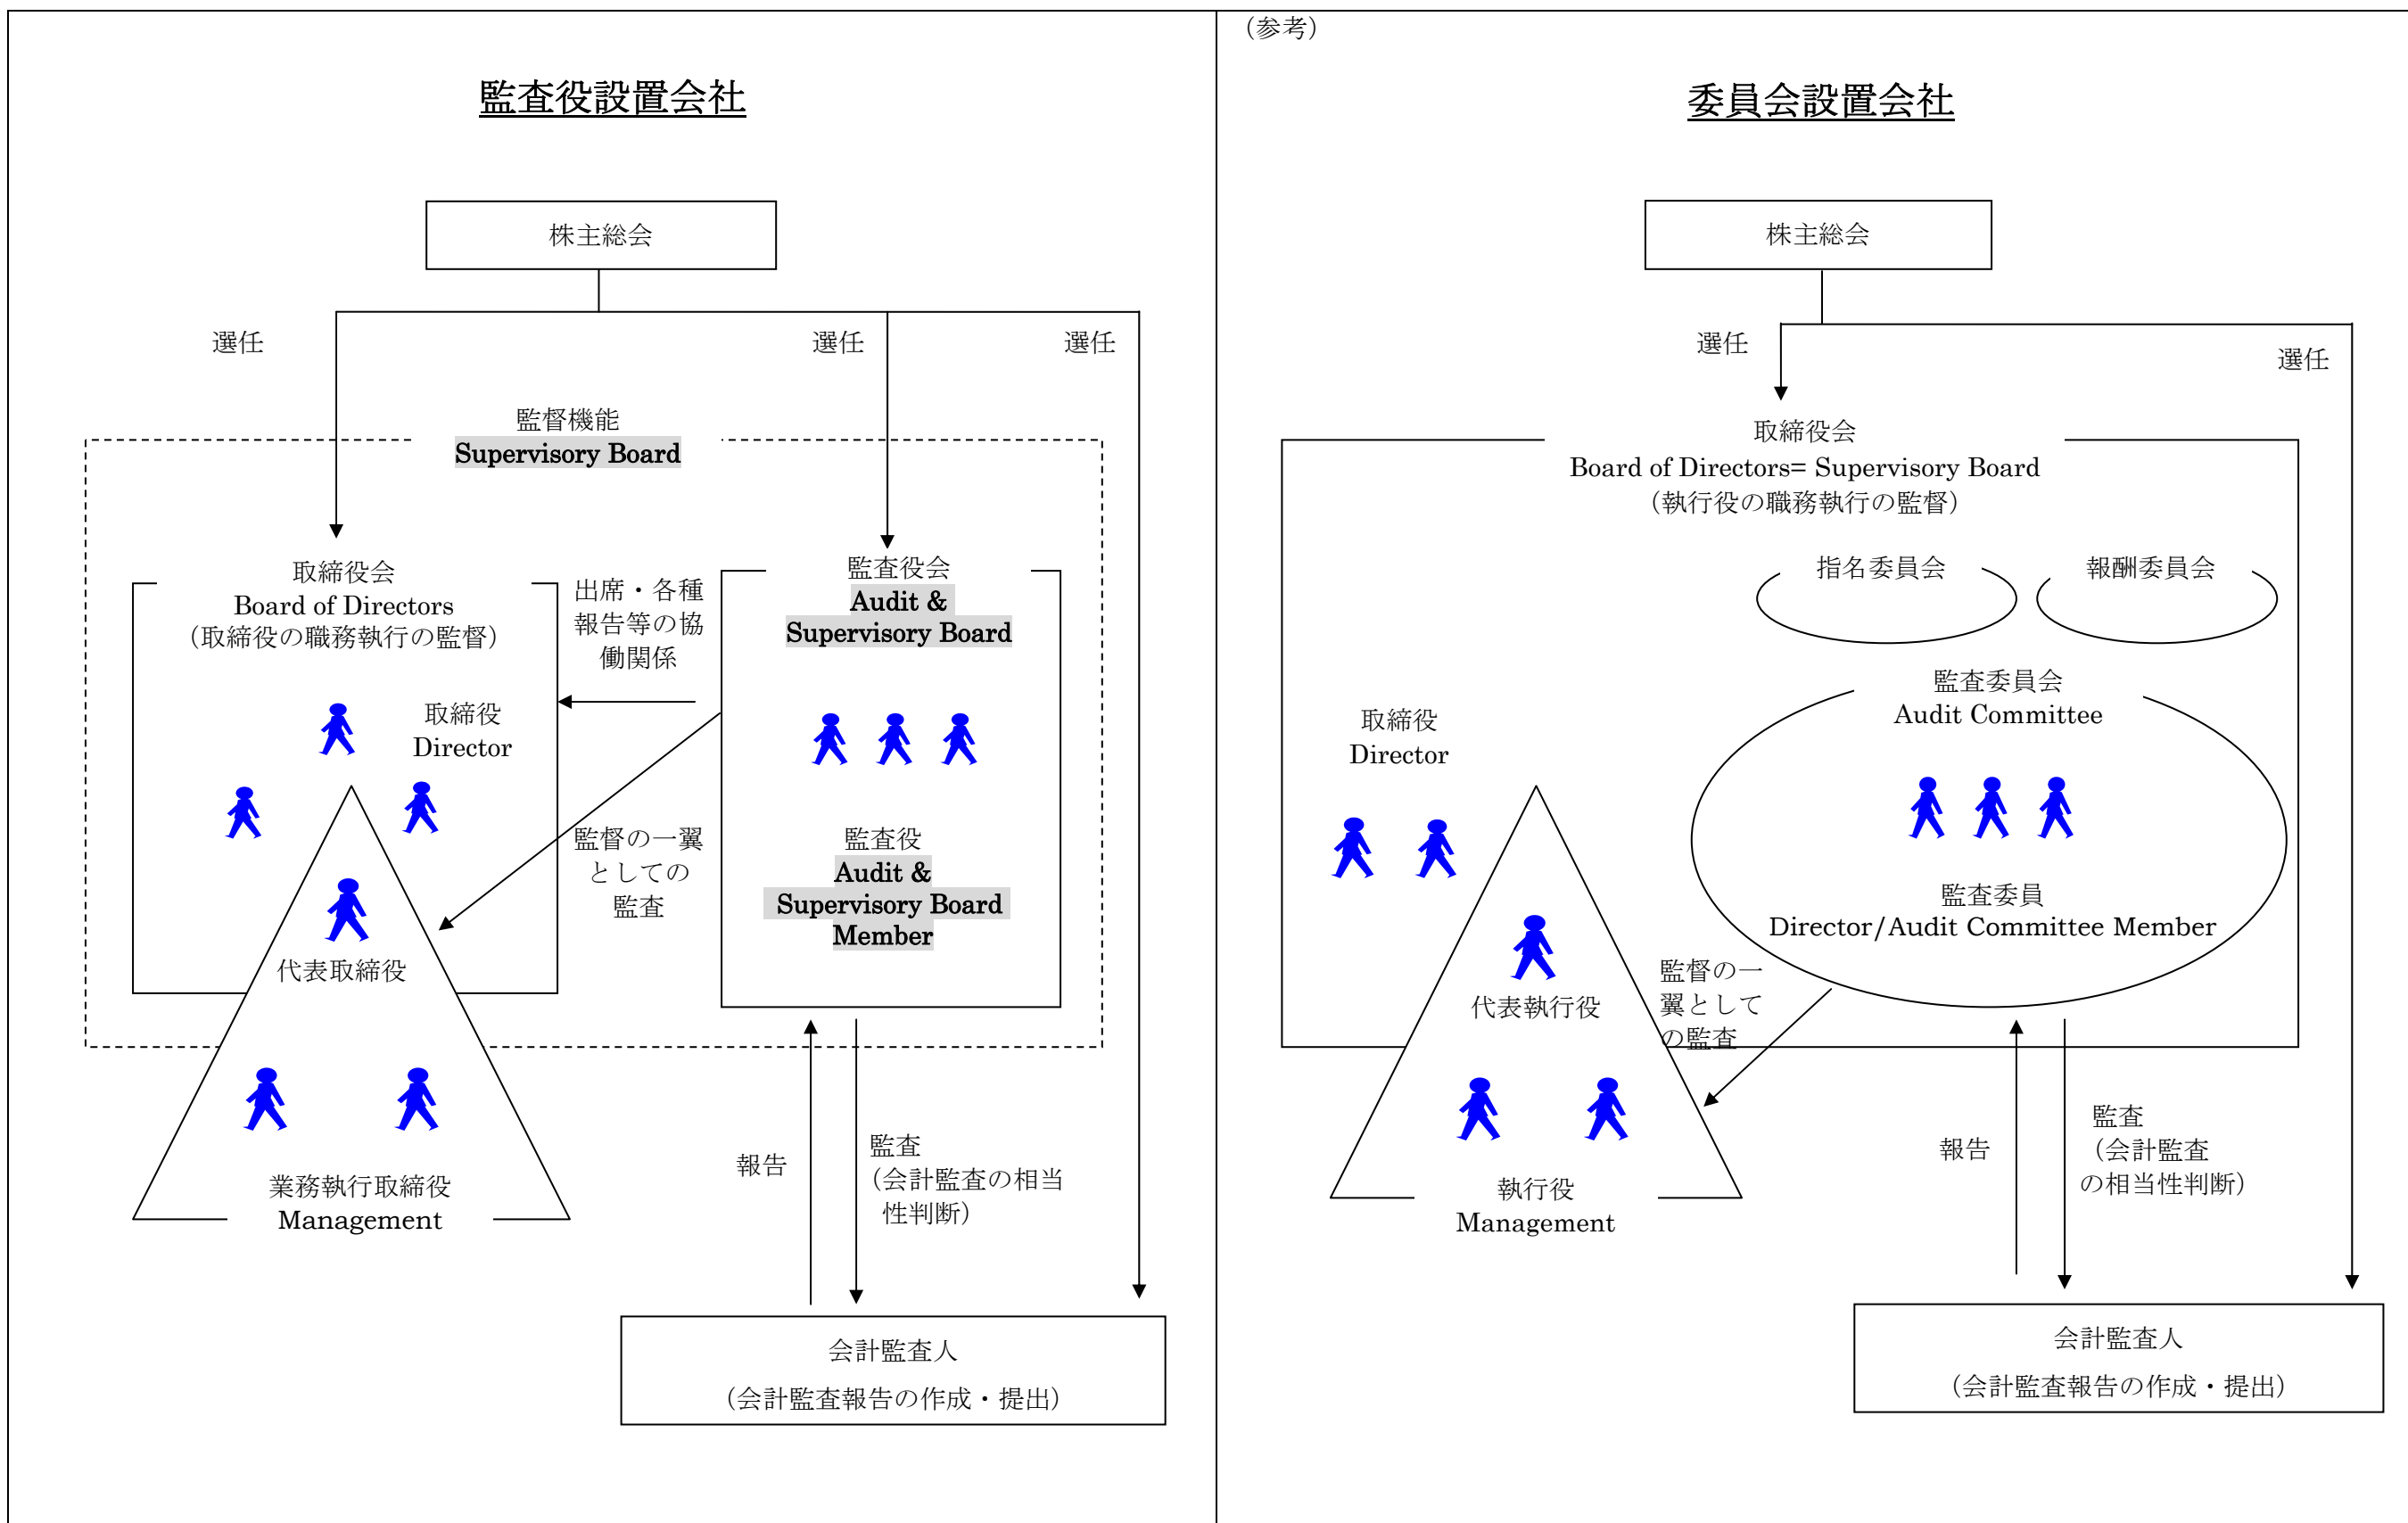 監査役設置会社
株主総会
選任
選任
選任
監督機能
Supervisory Board
取締役会
Board of Directors
（取締役の職務執行の監督）
出席・各種
報告等の協
働関係
監査役会
Audit &
Supervisory Board
取締役
Director
監督の一翼
としての
監査
監査役
Audit &
Supervisory Board
Member
代表取締役
業務執行取締役
Management
報告
監査
（会計監査の相当
性判断）
会計監査人
（会計監査報告の作成・提出）
（参考）
委員会設置会社
株主総会
選任
選任
取締役会
Board of Directors= Supervisory Board
（執行役の職務執行の監督）
指名委員会
報酬委員会
監査委員会
Audit Committee
取締役
Director
監査委員
Director/Audit Committee Member
監督の一
翼として
の監査
代表執行役
執行役
Management
報告
監査
（会計監査
の相当性判断）
会計監査人
（会計監査報告の作成・提出）